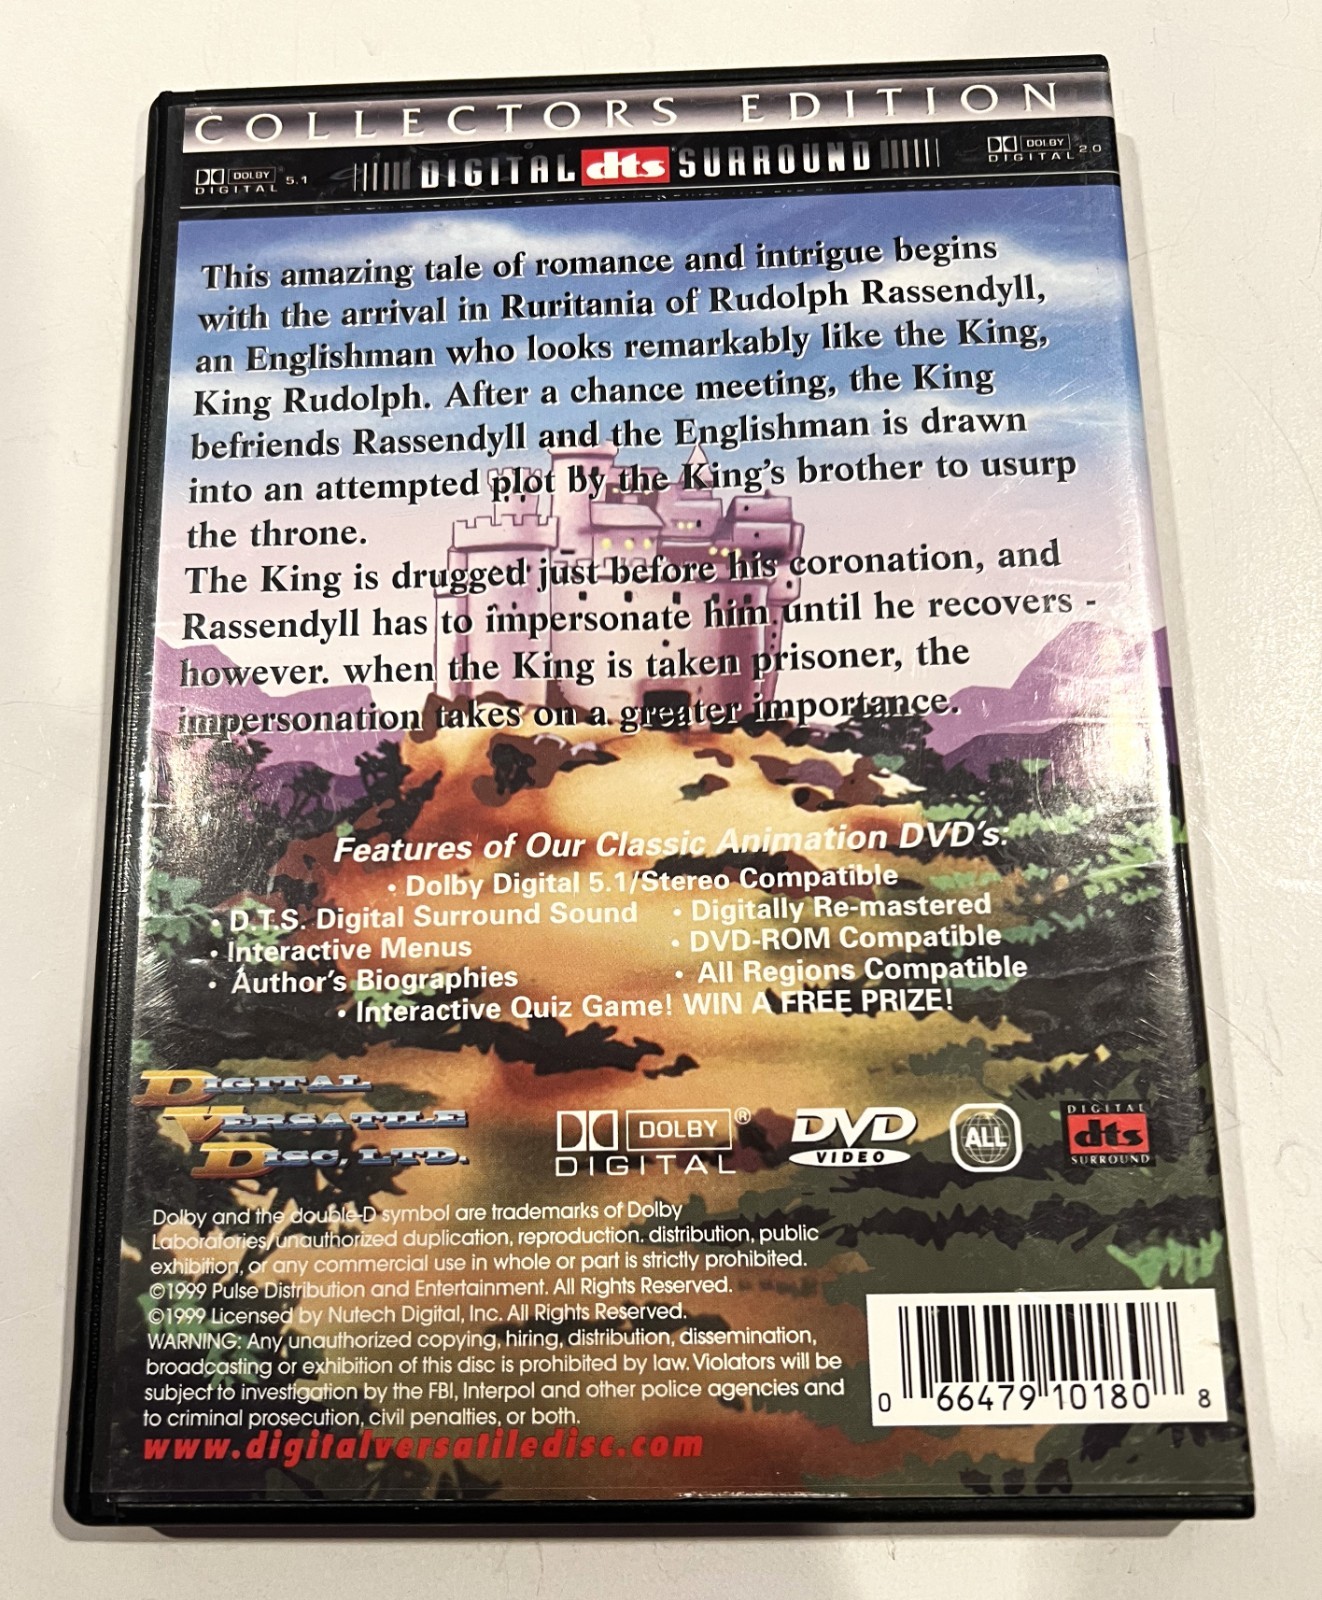 COLLECTORS EDITION
DOLBY DIGITAL 5.1 DIGITAL dts SURROUND DOLBY DIGITAL 2.0
This amazing tale of romance and intrigue begins
with the arrival in Ruritania of Rudolph Rassendyll,
an Englishman who looks remarkably like the King,
King Rudolph. After a chance meeting, the King
befriends Rassendyll and the Englishman is drawn
into an attempted plot by the King's brother to usurp
the throne.
The King is drugged just before his coronation, and
Rassendyll has to impersonate him until he recovers -
however. when the King is taken prisoner, the
impersonation takes on a greater importance.
Features of Our Classic Animation DVD's:
• Dolby Digital 5.1/Stereo Compatible
• D.T.S. Digital Surround Sound • Digitally Re-mastered
• Interactive Menus • DVD-ROM Compatible
• Author's Biographies • All Regions Compatible
• Interactive Quiz Game! WIN A FREE PRIZE!
DIGITAL
VERSATILE
DISC, LTD.
DOLBY®
DIGITAL
DVD
VIDEO
ALL
DIGITAL
dts
SURROUND
Dolby and the double-D symbol are trademarks of Dolby
Laboratories/unauthorized duplication, reproduction. distribution, public
exhibition, or any commercial use in whole or part is strictly prohibited.
©1999 Pulse Distribution and Entertainment. All Rights Reserved.
©1999 Licensed by Nutech Digital, Inc. All Rights Reserved.
WARNING: Any unauthorized copying, hiring, distribution, dissemination,
broadcasting or exhibition of this disc is prohibited by law. Violators will be
subject to investigation by the FBI, Interpol and other police agencies and
to criminal prosecution, civil penalties, or both.
www.digitalversatiledisc.com
0 66479 10180 8